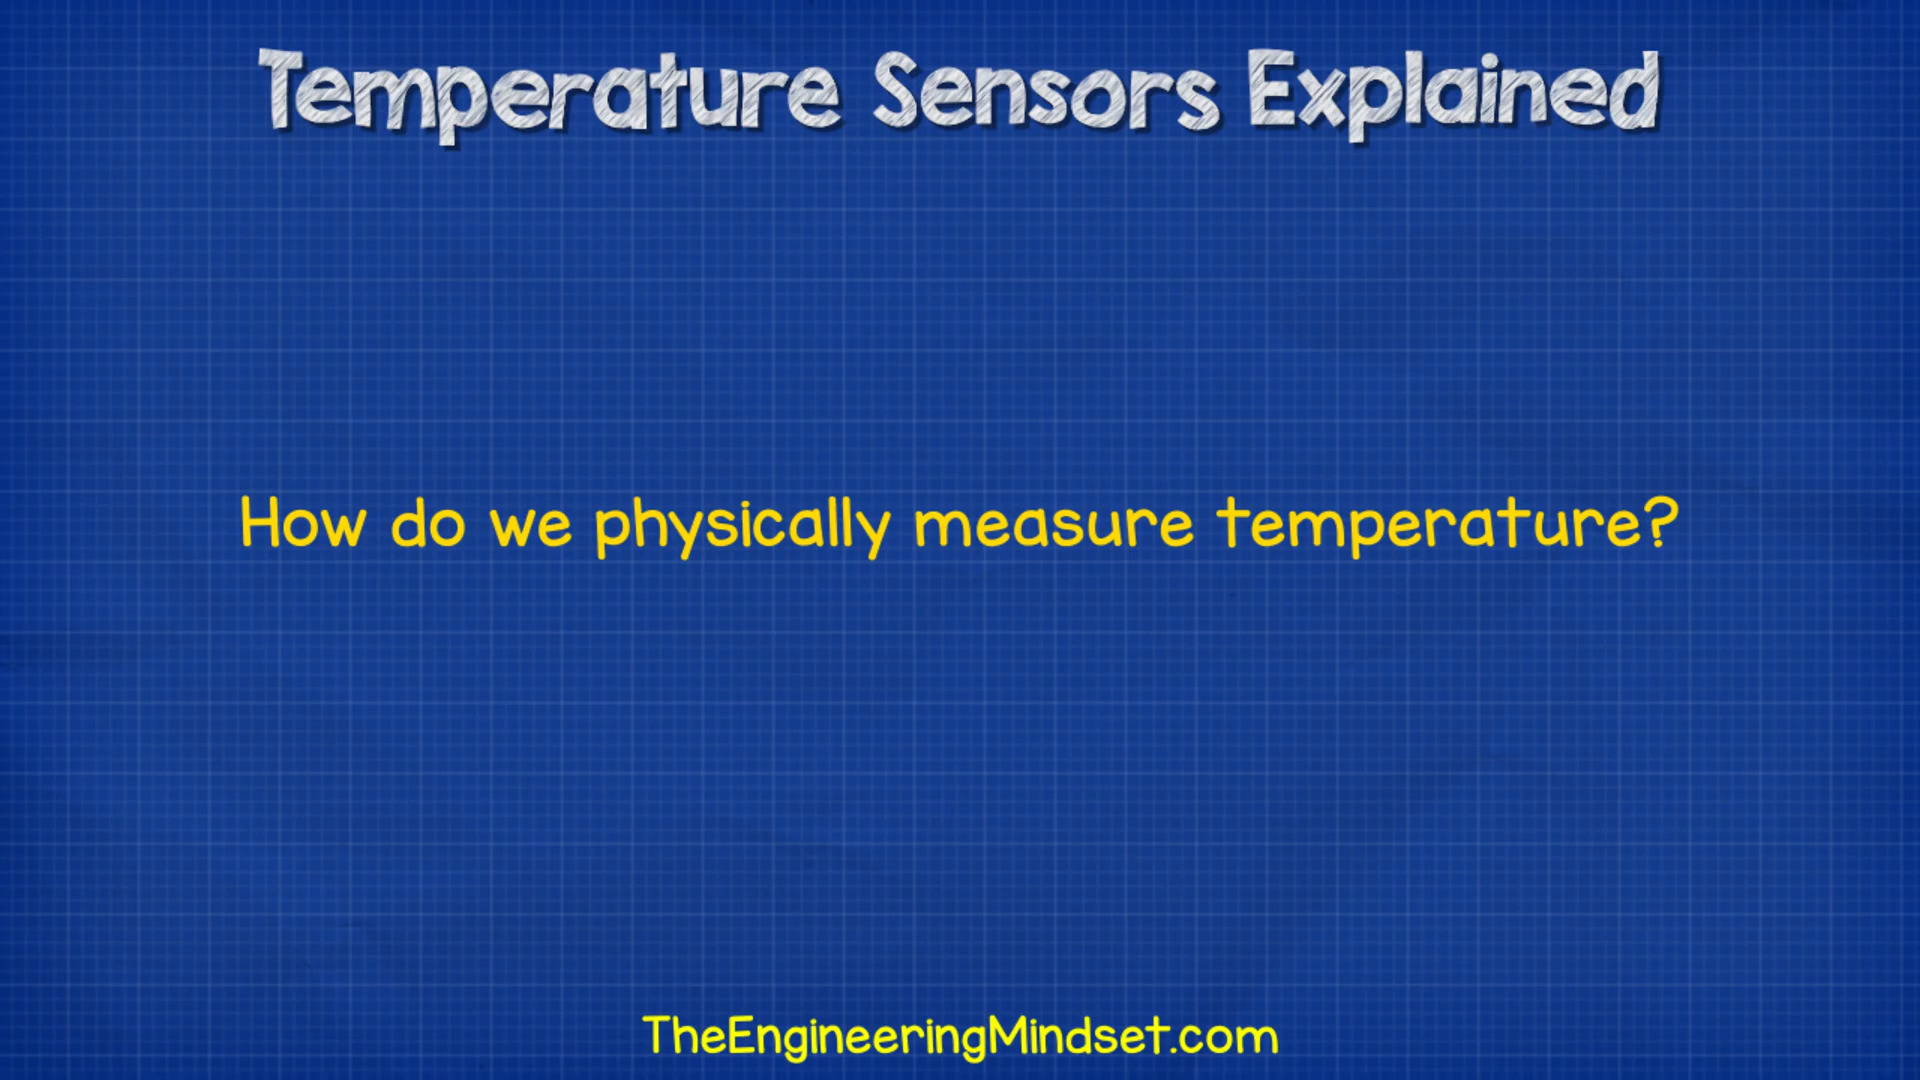 Temperature Sensors Explained
How do we physically measure temperature?
TheEngineeringMindset.com